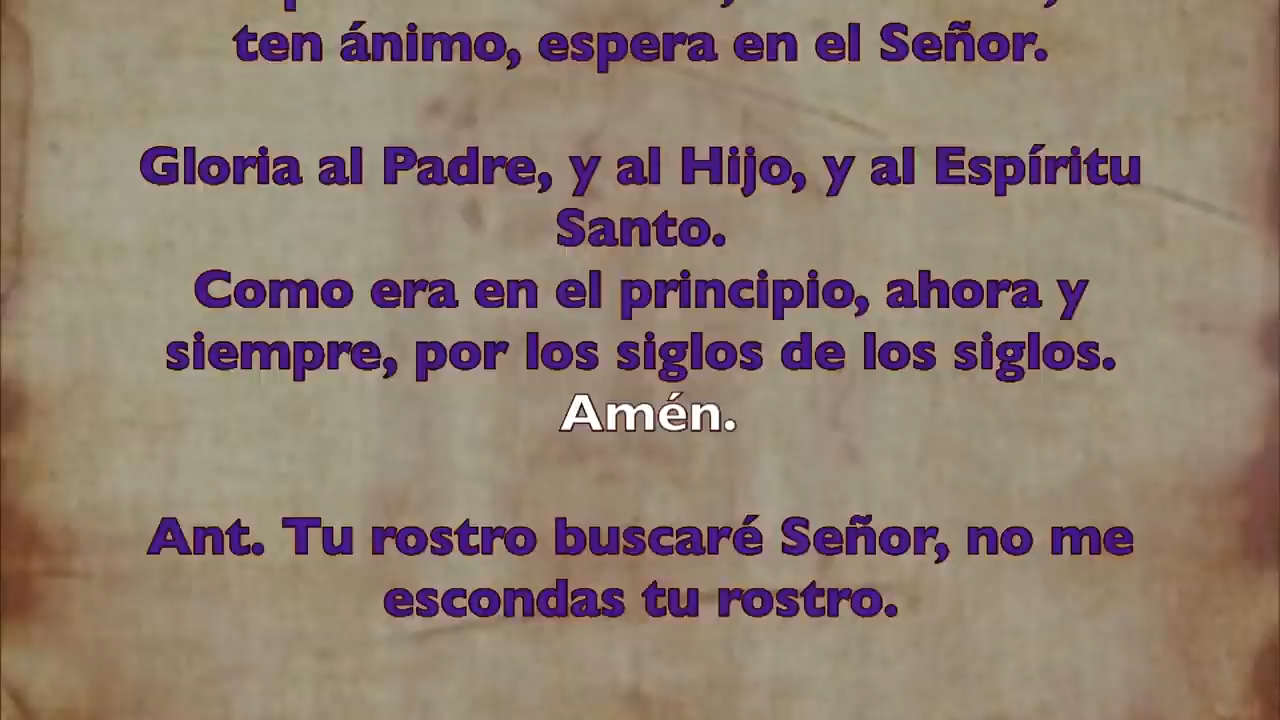 ten ánimo, espera en el Señor.
Gloria al Padre, y al Hijo, y al Espíritu
Santo.
Como era en el principio, ahora y
siempre, por los siglos de los siglos.
Amén.
Ant. Tu rostro buscaré Señor, no me
escondas tu rostro.